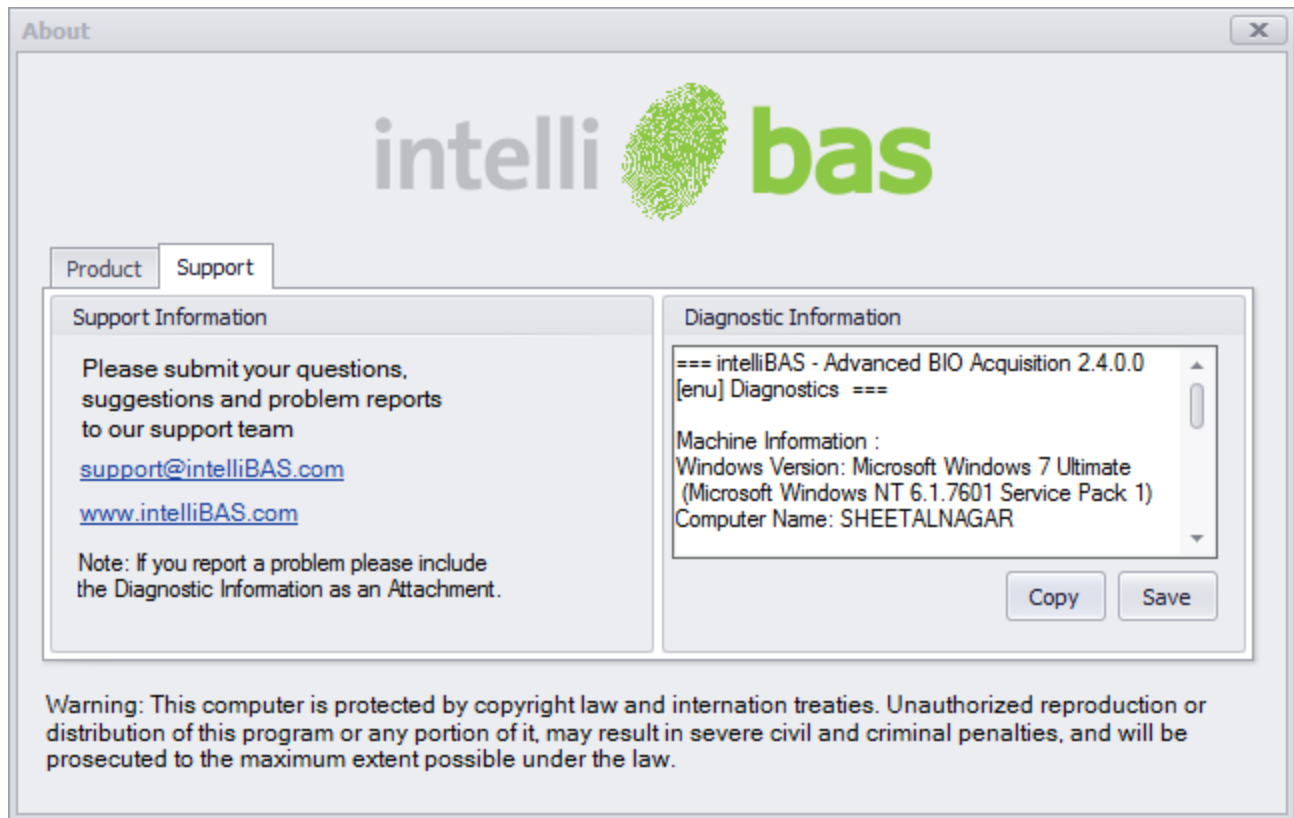 About
intelli bas
Product
Support
Support Information
Please submit your questions,
suggestions and problem reports
to our support team
support@intelliBAS.com
www.intelliBAS.com
Note: If you report a problem please include
the Diagnostic Information as an Attachment.
Diagnostic Information
=== intelliBAS - Advanced BIO Acquisition 2.4.0.0
[enu] Diagnostics ===
Machine Information :
Windows Version: Microsoft Windows 7 Ultimate
(Microsoft Windows NT 6.1.7601 Service Pack 1)
Computer Name: SHEETALNAGAR
Copy
Save
Warning: This computer is protected by copyright law and internation treaties. Unauthorized reproduction or
distribution of this program or any portion of it, may result in severe civil and criminal penalties, and will be
prosecuted to the maximum extent possible under the law.